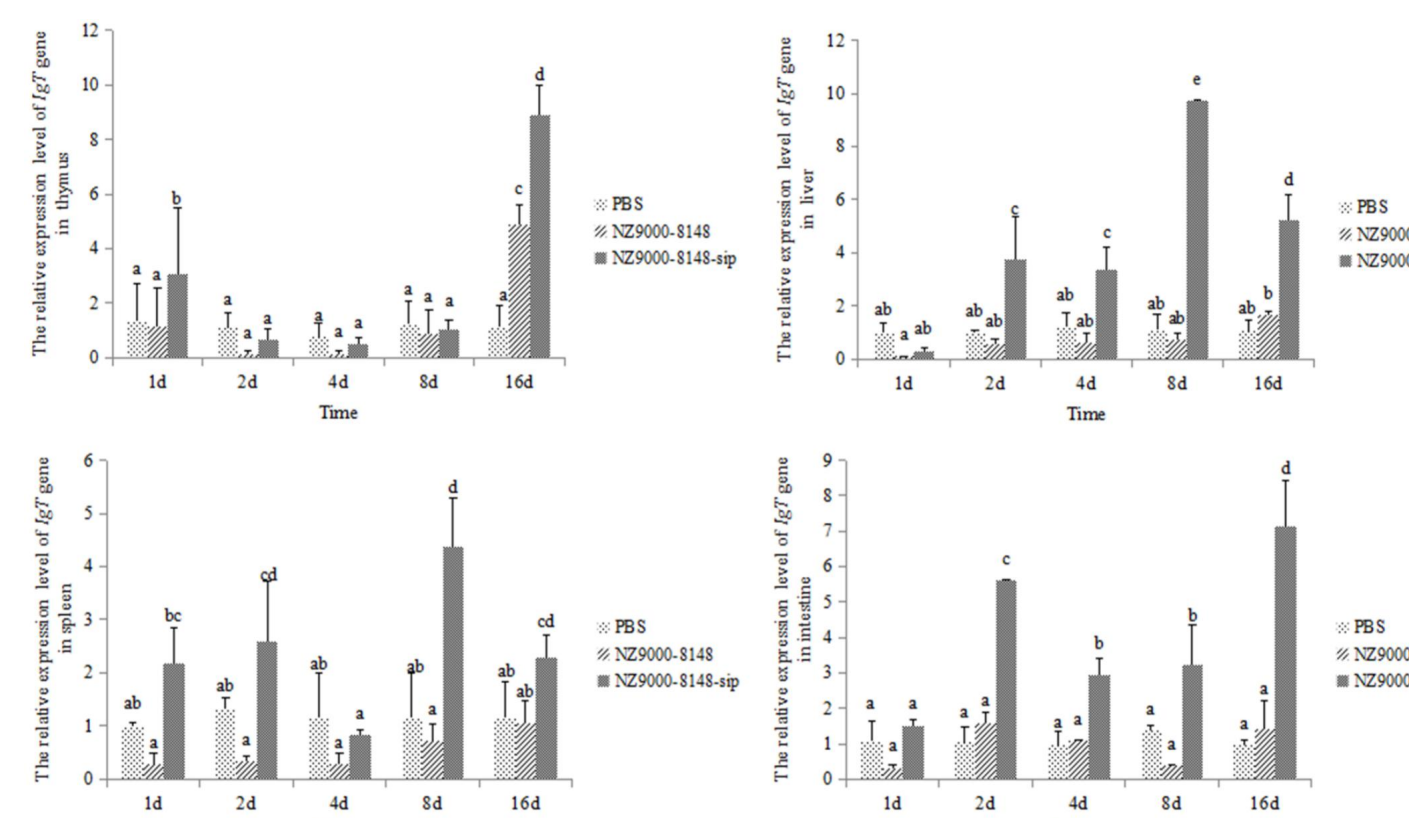 The relative expression level of IgT gene
in thymus
12
10
8
6
4
2
0
a a b
a a a
a a a
a a a
a c d
1d 2d 4d 8d 16d
Time
PBS
NZ9000-8148
NZ9000-8148-sip
The relative expression level of IgT gene
in liver
12
10
8
6
4
2
0
ab a ab
ab ab c
ab ab c
ab ab e
ab b d
1d 2d 4d 8d 16d
Time
PBS
NZ9000
NZ9000
The relative expression level of IgT gene
in spleen
6
5
4
3
2
1
0
ab a bc
ab a cd
ab a a
ab a d
ab ab cd
1d 2d 4d 8d 16d
PBS
NZ9000-8148
NZ9000-8148-sip
The relative expression level of IgT gene
in intestine
9
8
7
6
5
4
3
2
1
0
a a a
a a c
a a b
a a b
a a d
1d 2d 4d 8d 16d
PBS
NZ9000
NZ9000